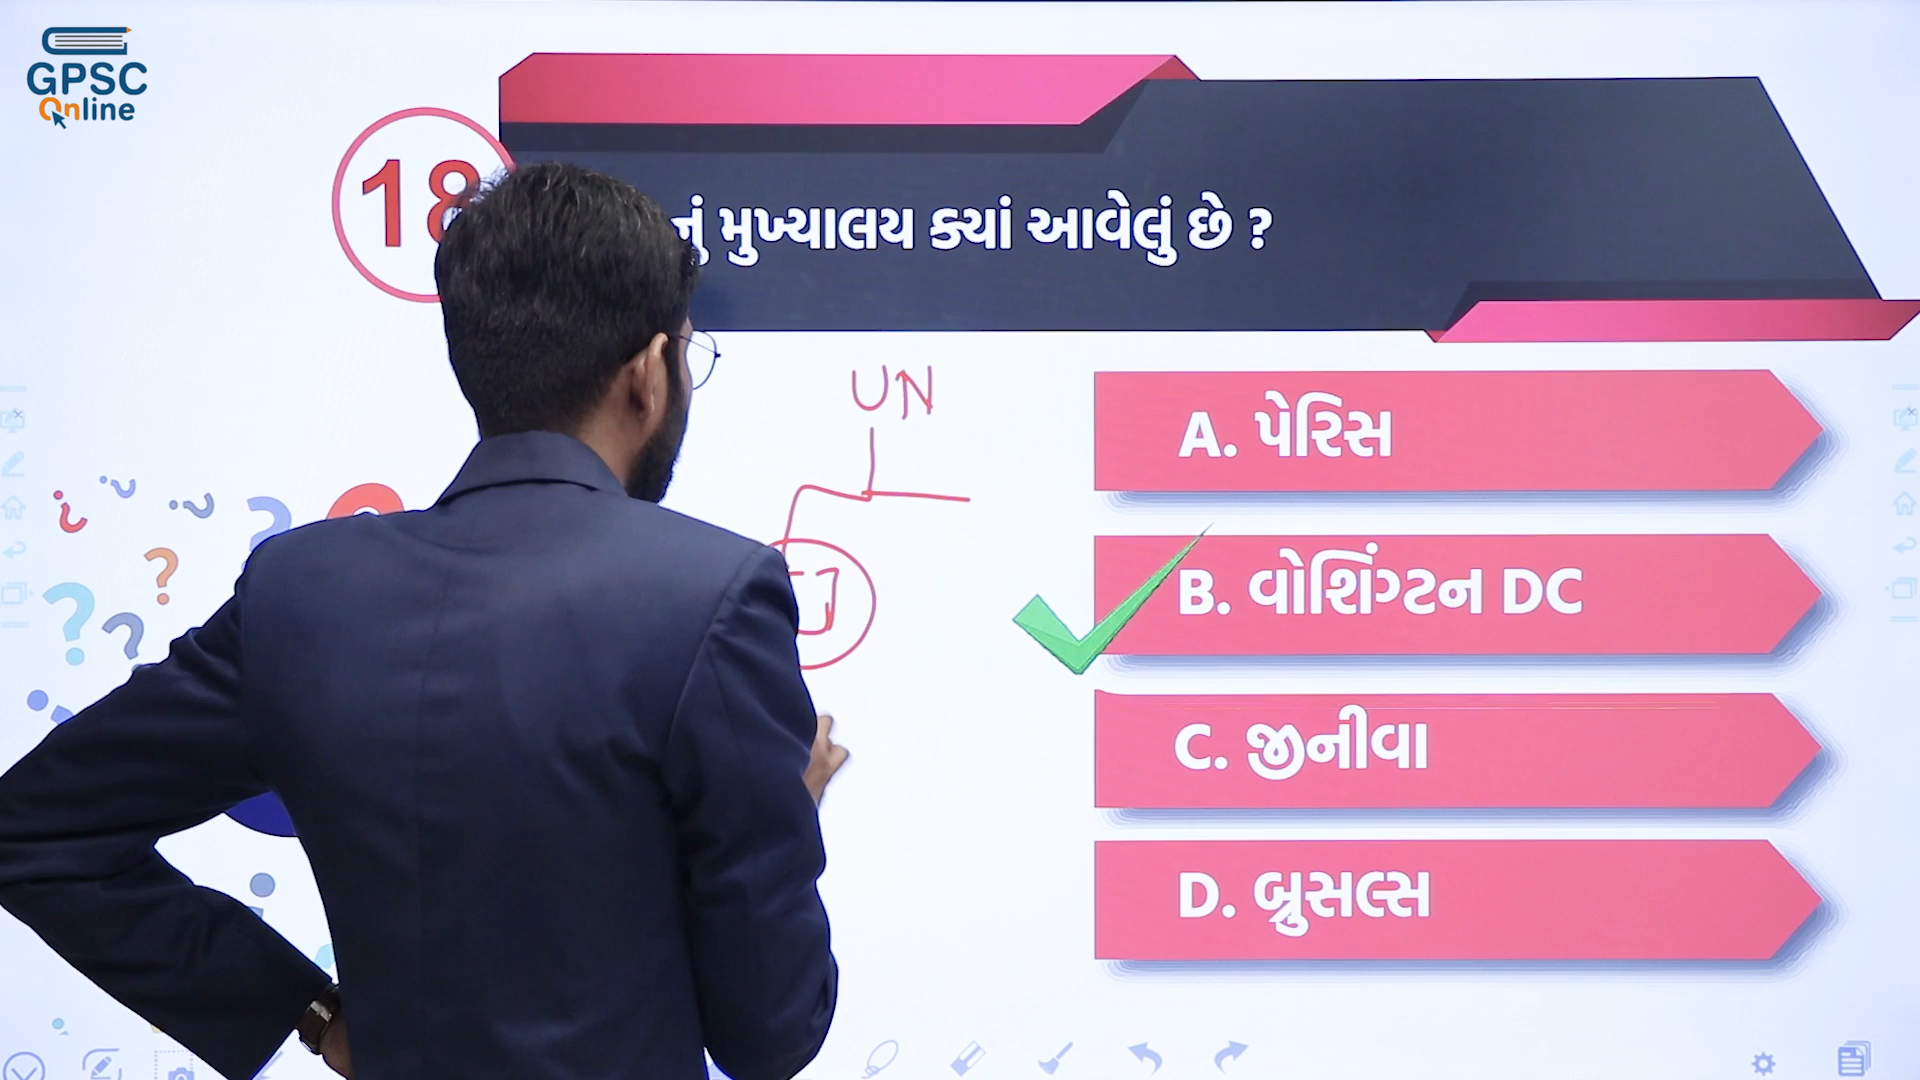 GPSC
Online
18
નું મુખ્યાલય ક્યાં આવેલું છે ?
UN
A. પેરિસ
B. વોશિંગ્ટન DC
C. જીનીવા
D. બ્રુસલ્સ